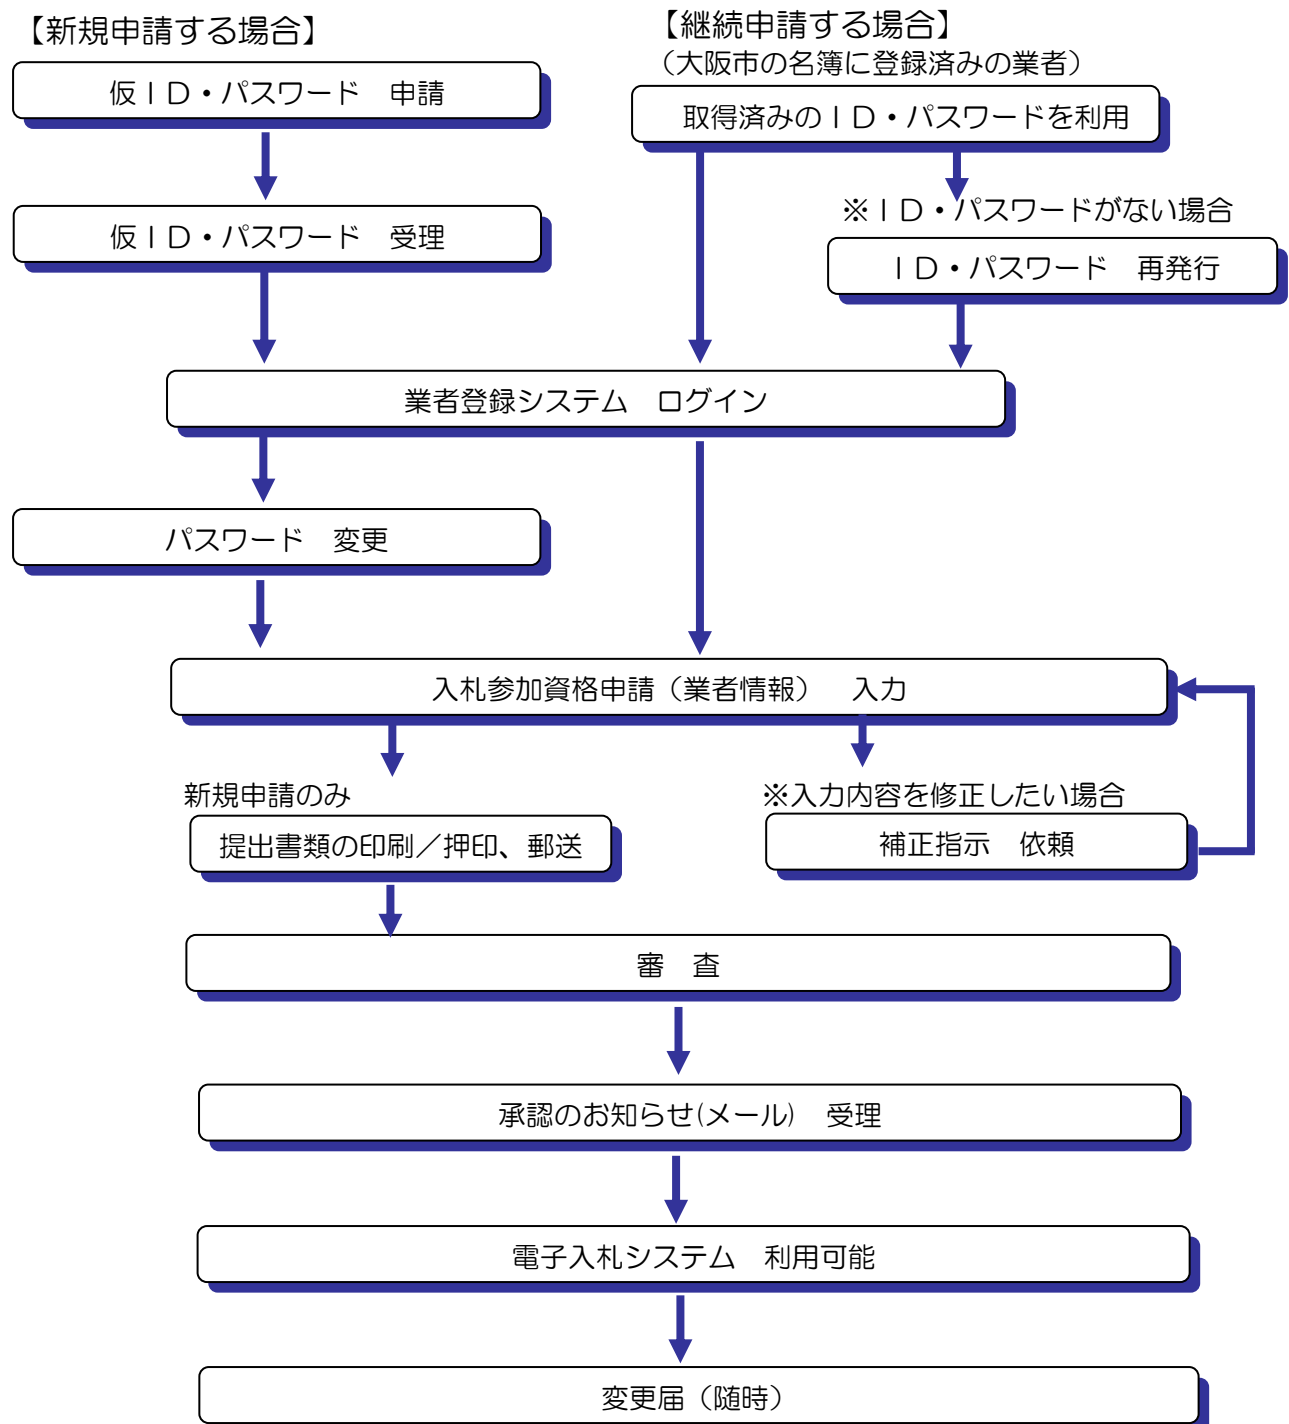 【新規申請する場合】
【継続申請する場合】
（大阪市の名簿に登録済みの業者）
仮ＩＤ・パスワード　申請
取得済みのＩＤ・パスワードを利用
仮ＩＤ・パスワード　受理
※ＩＤ・パスワードがない場合
ＩＤ・パスワード　再発行
業者登録システム　ログイン
パスワード　変更
入札参加資格申請（業者情報）　入力
新規申請のみ
※入力内容を修正したい場合
提出書類の印刷／押印、郵送
補正指示　依頼
審　査
承認のお知らせ(メール)　受理
電子入札システム　利用可能
変更届（随時）